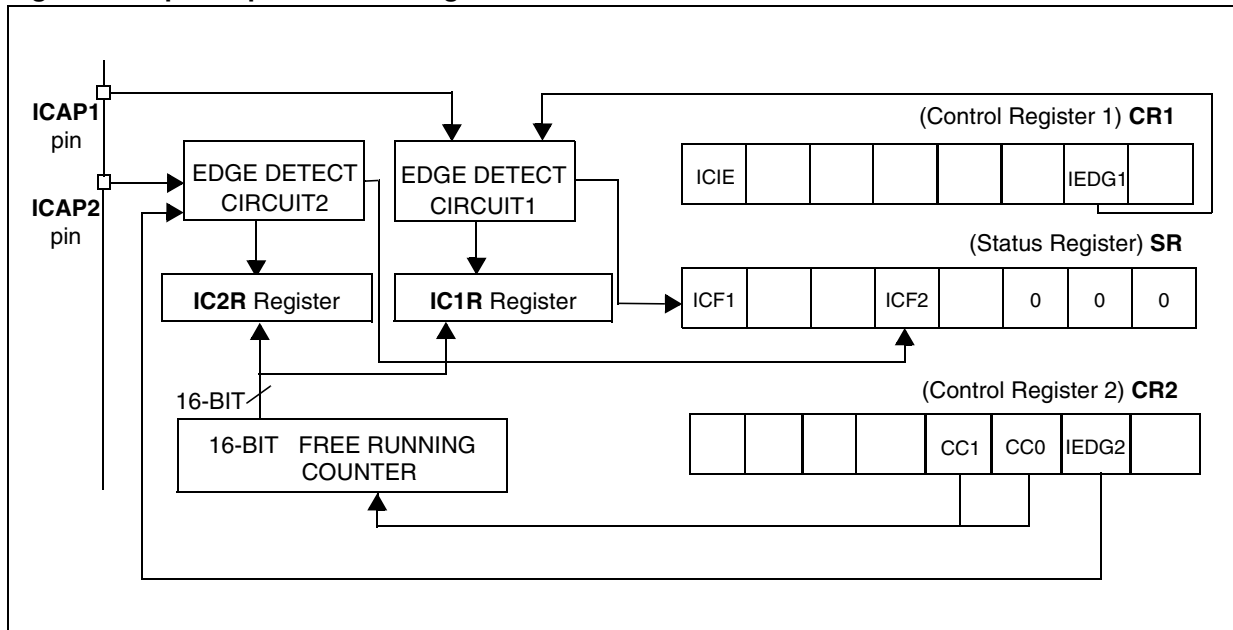 ICAP1
pin
ICAP2
pin
EDGE DETECT
CIRCUIT2
EDGE DETECT
CIRCUIT1
IC2R Register
IC1R Register
16-BIT
16-BIT FREE RUNNING
COUNTER
(Control Register 1) CR1
ICIE IEDG1
(Status Register) SR
ICF1 ICF2 0 0 0
(Control Register 2) CR2
CC1 CC0 IEDG2